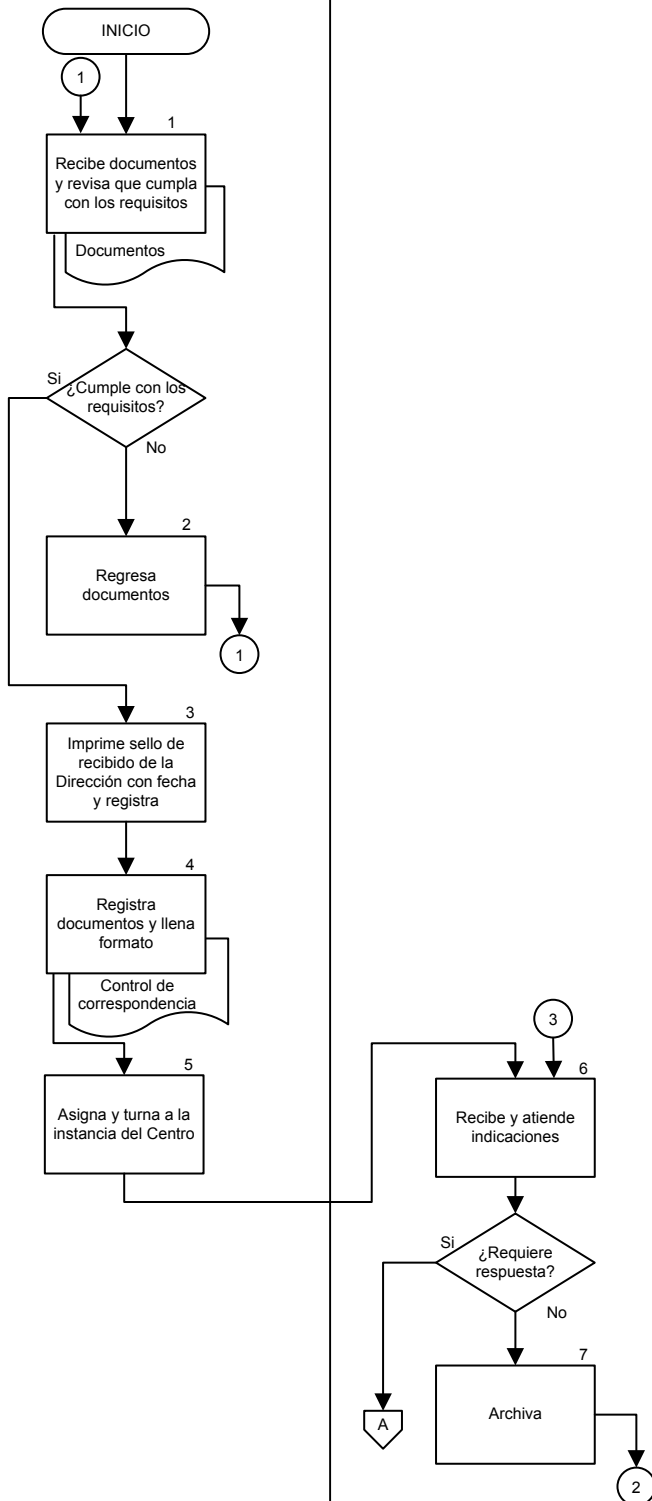 INICIO
1
1
Recibe documentos
y revisa que cumpla
con los requisitos
Documentos
Si
¿Cumple con los
requisitos?
No
2
Regresa
documentos
1
3
Imprime sello de
recibido de la
Dirección con fecha
y registra
4
Registra
documentos y llena
formato
Control de
correspondencia
5
Asigna y turna a la
instancia del Centro
3
6
Recibe y atiende
indicaciones
Si
¿Requiere
respuesta?
No
7
Archiva
A
2